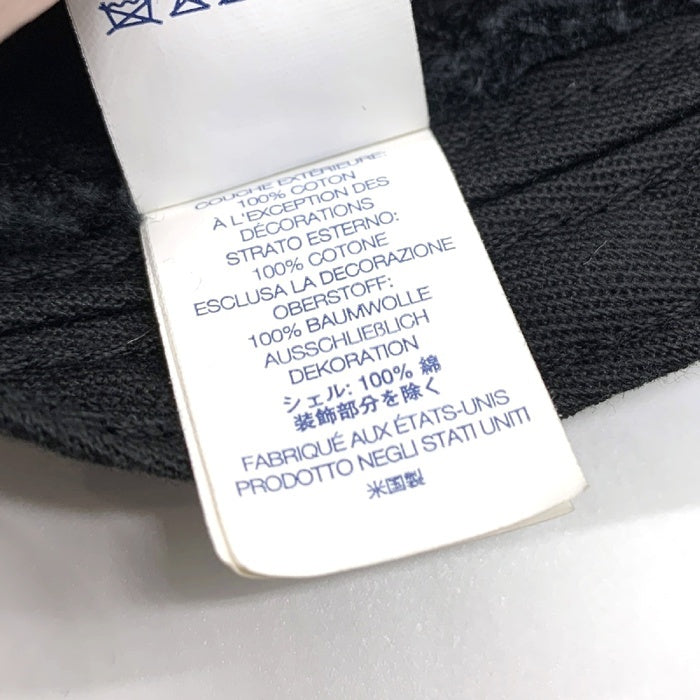 COUCHE EXTÉRIEURE:
100% COTON
À L'EXCEPTION DES
DÉCORATIONS
STRATO ESTERNO:
100% COTONE
ESCLUSA LA DECORAZIONE
OBERSTOFF:
100% BAUMWOLLE
AUSSCHLIEßLICH
DEKORATION
シェル: 100% 綿
装飾部分を除く
FABRIQUÉ AUX ÉTATS-UNIS
PRODOTTO NEGLI STATI UNITI
米国製